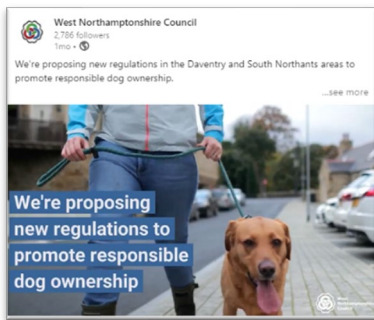 West Northamptonshire Council
2,786 followers
1mo •
We're proposing new regulations in the Daventry and South Northants areas to
promote responsible dog ownership.
...see more
We're proposing
new regulations to
promote responsible
dog ownership
West
Northamptonshire
Council